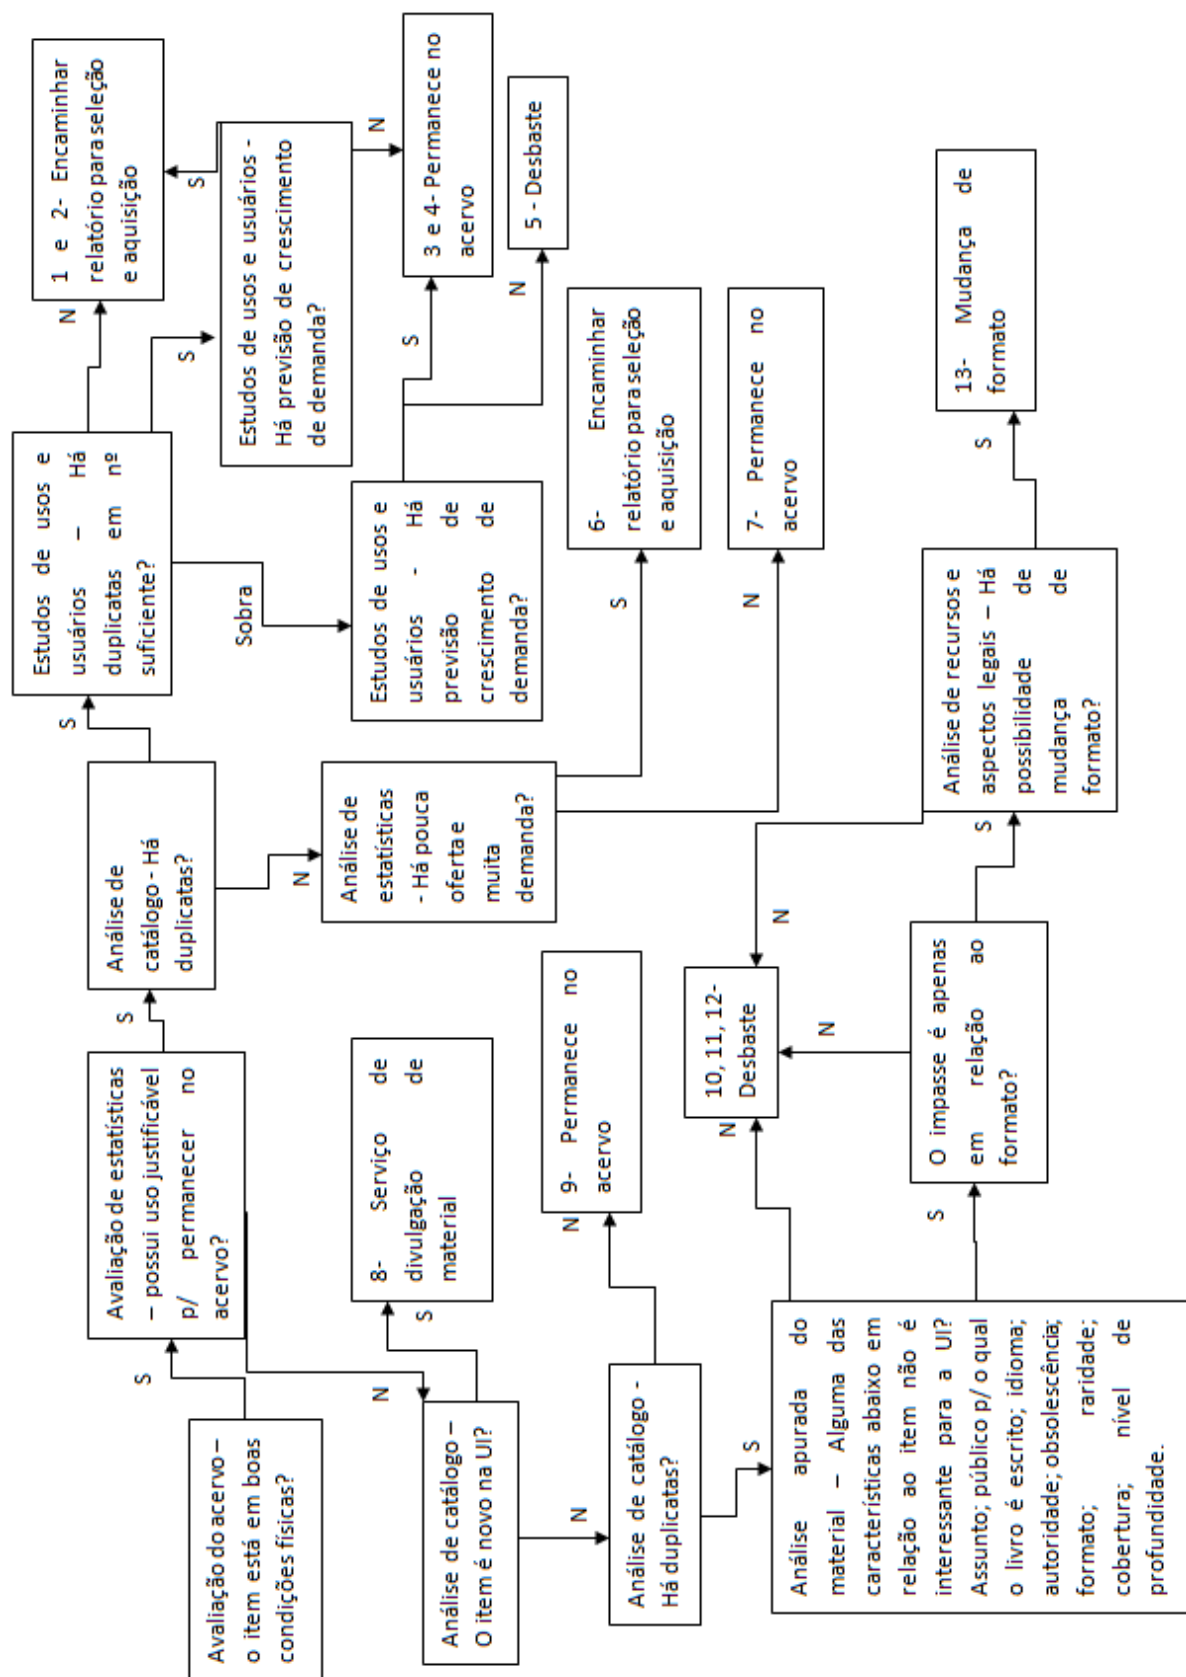 Avaliação do acervo –
o item está em boas
condições físicas?
S
Avaliação de estatísticas
– possui uso justificável
p/ permanecer no
acervo?
S
Análise de
catálogo - Há
duplicatas?
S
Estudos de usos e
usuários – Há
duplicatas em nº
suficiente?
N
1 e 2- Encaminhar
relatório para seleção
e aquisição
S
Estudos de usos e usuários -
Há previsão de crescimento
de demanda?
S
N
3 e 4- Permanece no
acervo
Sobra
Estudos de usos e
usuários - Há
previsão de
crescimento de
demanda?
S
N
5 - Desbaste
N
Análise de
estatísticas
- Há pouca
oferta e
muita
demanda?
S
6- Encaminhar
relatório para seleção
e aquisição
N
7- Permanece no
acervo
N
Análise de catálogo –
O item é novo na UI?
S
8- Serviço de
divulgação de
material
N
Análise de catálogo -
Há duplicatas?
N
9- Permanece no
acervo
S
Análise apurada do
material – Alguma das
características abaixo em
relação ao item não é
interessante para a UI?
Assunto; público p/ o qual
o livro é escrito; idioma;
autoridade; obsolescência;
formato; raridade;
cobertura; nível de
profundidade.
N
10, 11, 12-
Desbaste
S
O impasse é apenas
em relação ao
formato?
N
S
Análise de recursos e
aspectos legais – Há
possibilidade de
mudança de
formato?
N
S
13- Mudança de
formato